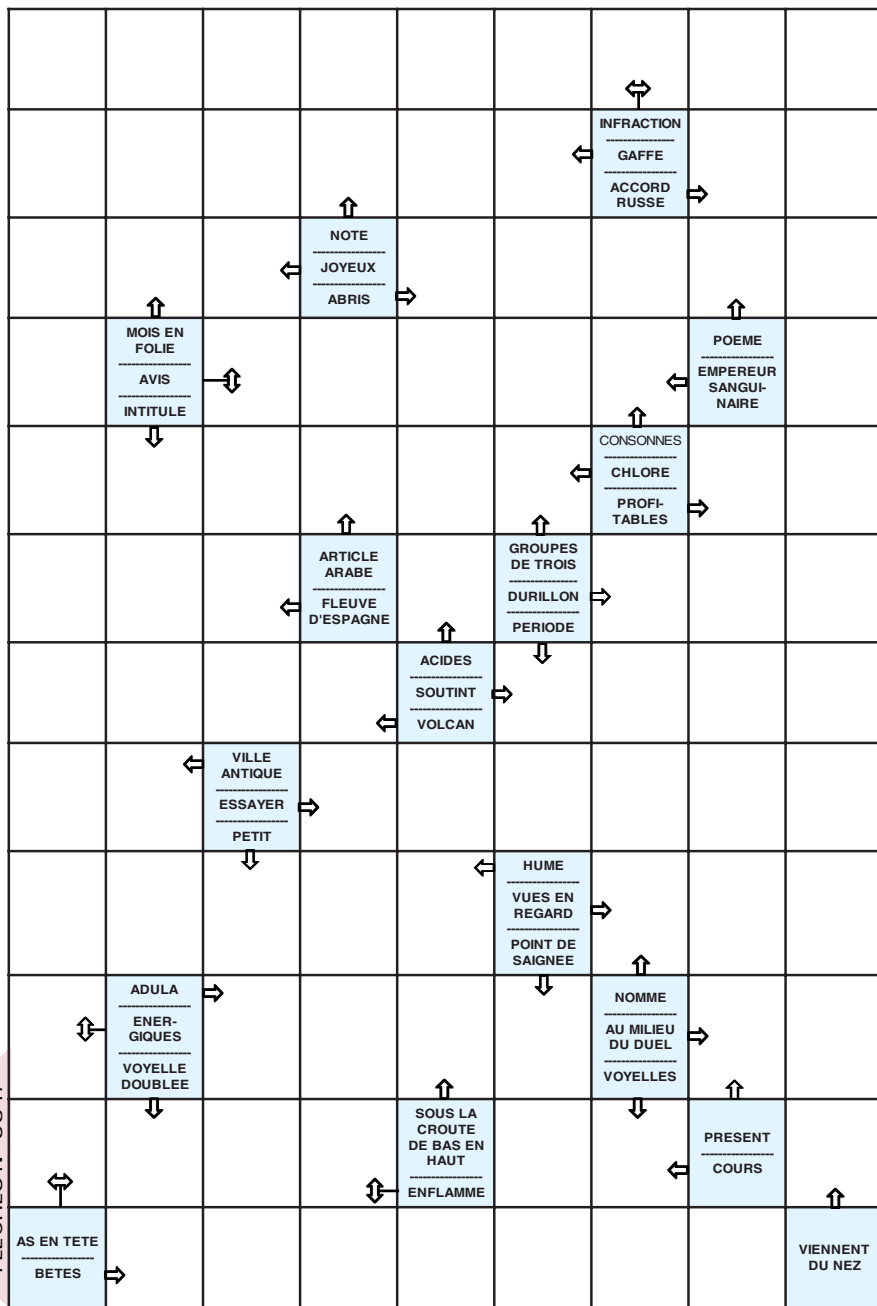 INFRACTION
GAFFE
ACCORD
RUSSE
NOTE
JOYEUX
ABRIS
MOIS EN
FOLIE
AVIS
INTITULE
POEME
EMPEREUR
SANGUI-
NAIRE
CONSONNES
CHLORE
PROFI-
TABLES
ARTICLE
ARABE
FLEUVE
D'ESPAGNE
GROUPES
DE TROIS
DURILLON
PERIODE
ACIDES
SOUTINT
VOLCAN
VILLE
ANTIQUE
ESSAYER
PETIT
HUME
VUES EN
REGARD
POINT DE
SAIGNEE
ADULA
ENER-
GIQUES
VOYELLE
DOUBLEE
NOMME
AU MILIEU
DU DUEL
VOYELLES
SOUS LA
CROUTE
DE BAS EN
HAUT
ENFLAMME
PRESENT
COURS
AS EN TETE
BETES
VIENNENT
DU NEZ